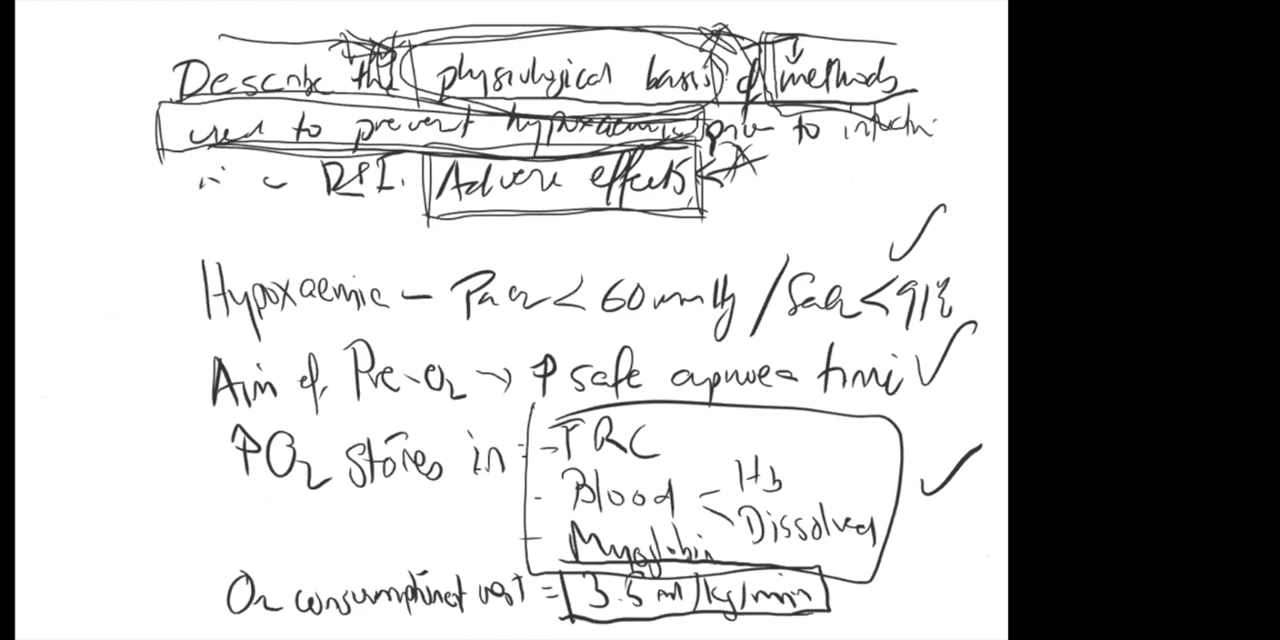 Describe the physiological basis of methods
used to prevent hypoxaemia prior to intubation
in a RSI. Adverse effects
Hypoxaemia - PaO2 < 60mmHg / SaO2 < 91%
Aim of Pre-O2 → ↑ safe apnoea time
↑O2 stores in - FRC
- Blood < Hb
Dissolved
- Myoglobin
O2 consumption at rest = 3.5 ml/kg/min